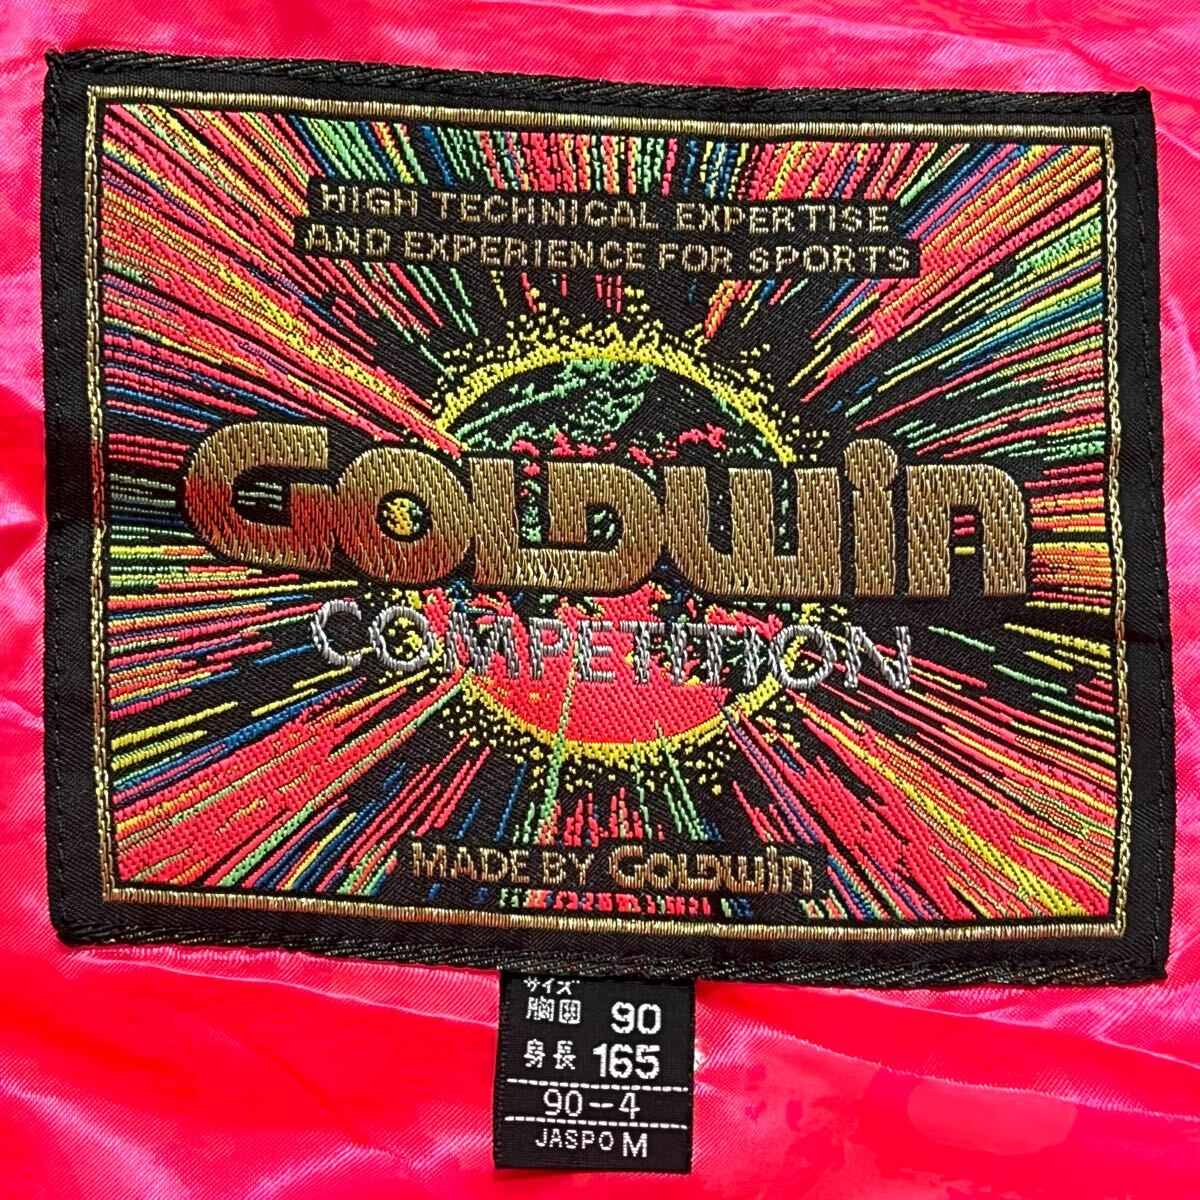 HIGH TECHNICAL EXPERTISE
AND EXPERIENCE FOR SPORTS
GOLDWIN
COMPETITION
MADE BY GOLDWIN
サイズ
胸囲 90
身長 165
90--4
JASPO M